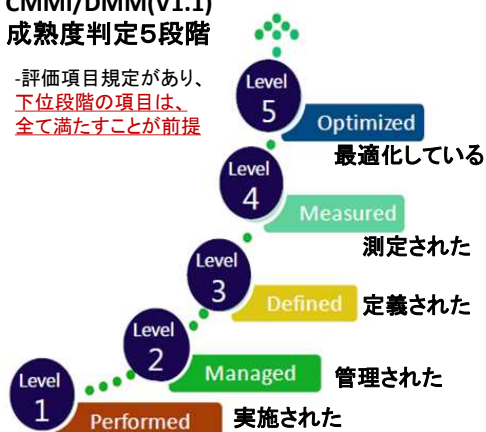 CMMI/DMM(V1.1)
成熟度判定５段階
-評価項目規定があり、
下位段階の項目は、
全て満たすことが前提
Level
5
Optimized
最適化している
Level
4
Measured
測定された
Level
3
Defined
定義された
Level
2
Managed
管理された
Level
1
Performed
実施された